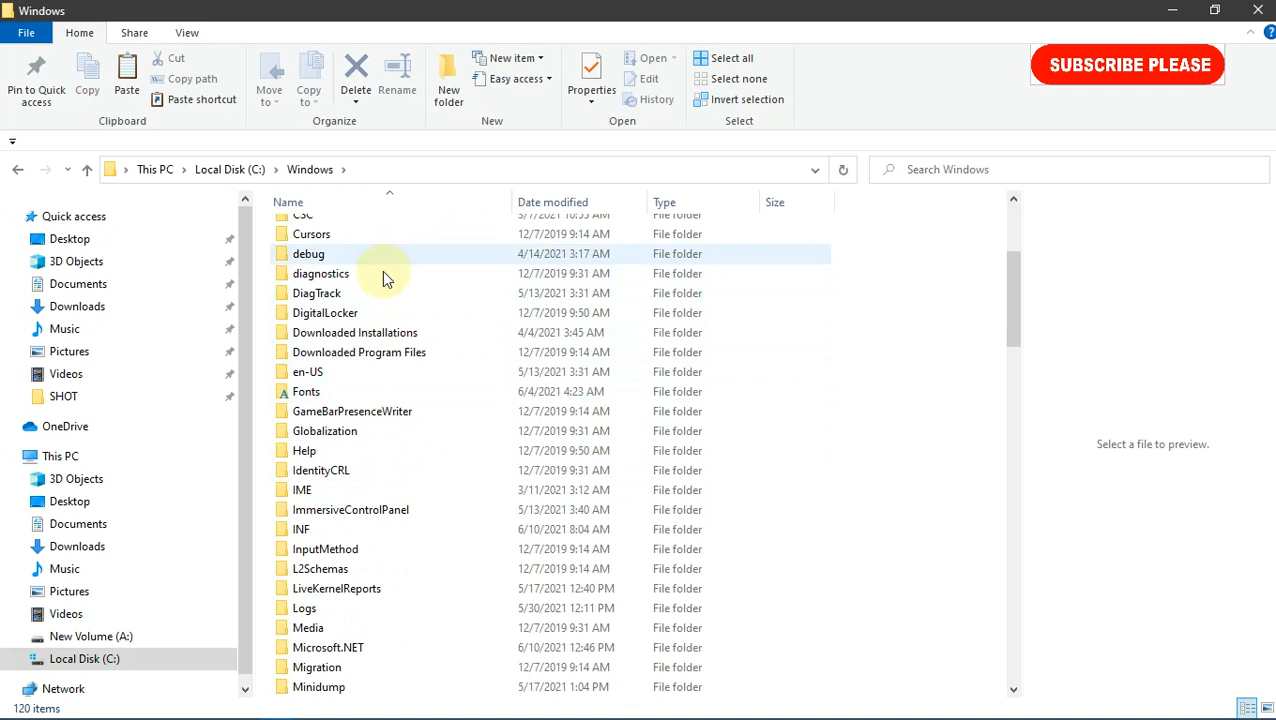 Windows
File Home Share View
Pin to Quick access
Copy
Paste
Cut
Copy path
Paste shortcut
Clipboard
Move to
Copy to
Delete
Rename
Organize
New folder
New item
Easy access
New
Properties
Open
Edit
History
Open
Select all
Select none
Invert selection
Select
SUBSCRIBE PLEASE
This PC > Local Disk (C:) > Windows >
Search Windows
Quick access
Desktop
3D Objects
Documents
Downloads
Music
Pictures
Videos
SHOT
OneDrive
This PC
3D Objects
Desktop
Documents
Downloads
Music
Pictures
Videos
New Volume (A:)
Local Disk (C:)
Network
Name Date modified Type Size
CSC 5/7/2021 10:55 AM File folder
Cursors 12/7/2019 9:14 AM File folder
debug 4/14/2021 3:17 AM File folder
diagnostics 12/7/2019 9:31 AM File folder
DiagTrack 5/13/2021 3:31 AM File folder
DigitalLocker 12/7/2019 9:50 AM File folder
Downloaded Installations 4/4/2021 3:45 AM File folder
Downloaded Program Files 12/7/2019 9:14 AM File folder
en-US 5/13/2021 3:31 AM File folder
Fonts 6/4/2021 4:23 AM File folder
GameBarPresenceWriter 12/7/2019 9:14 AM File folder
Globalization 12/7/2019 9:31 AM File folder
Help 12/7/2019 9:50 AM File folder
IdentityCRL 12/7/2019 9:31 AM File folder
IME 3/11/2021 3:12 AM File folder
ImmersiveControlPanel 5/13/2021 3:40 AM File folder
INF 6/10/2021 8:04 AM File folder
InputMethod 12/7/2019 9:14 AM File folder
L2Schemas 12/7/2019 9:14 AM File folder
LiveKernelReports 5/17/2021 12:40 PM File folder
Logs 5/30/2021 12:11 PM File folder
Media 12/7/2019 9:31 AM File folder
Microsoft.NET 6/10/2021 12:46 PM File folder
Migration 12/7/2019 9:14 AM File folder
Minidump 5/17/2021 1:04 PM File folder
Select a file to preview.
120 items